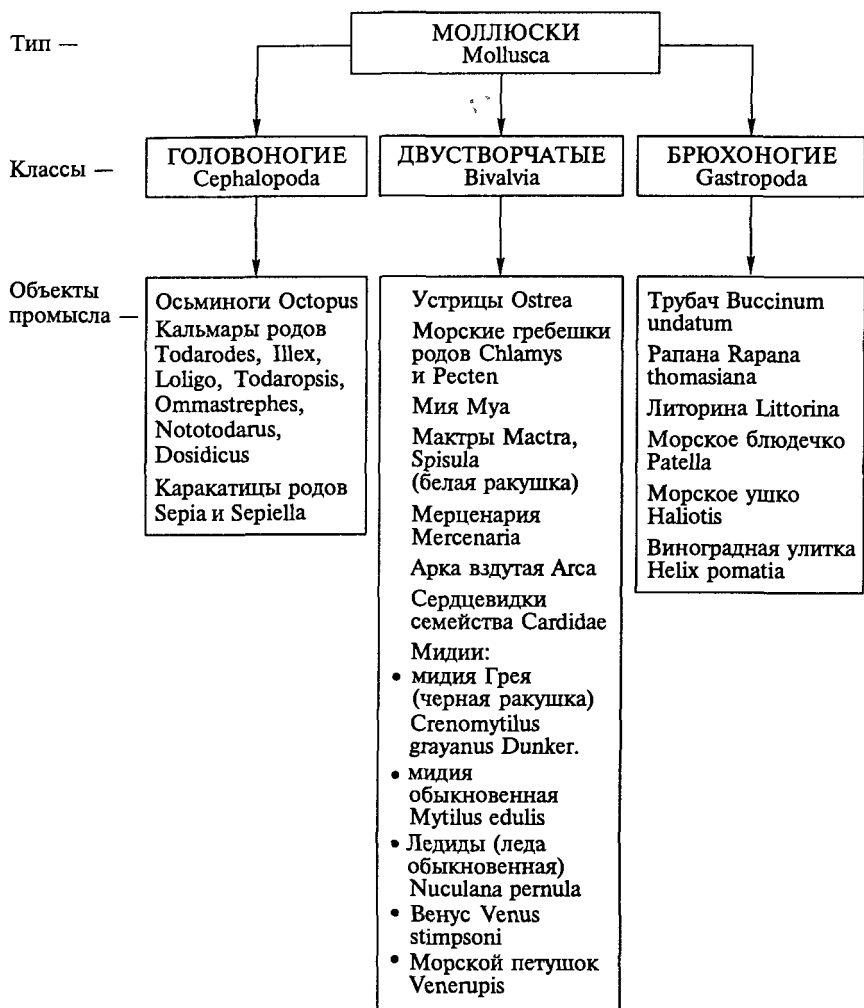 Тип —
МОЛЛЮСКИ
Mollusca
Классы —
ГОЛОВОНОГИЕ
Cephalopoda
ДВУСТВОРЧАТЫЕ
Bivalvia
БРЮХОНОГИЕ
Gastropoda
Объекты
промысла —
Осьминоги Octopus
Кальмары родов
Todarodes, Illex,
Loligo, Todaropsis,
Ommastrephes,
Nototodarus,
Dosidicus
Каракатицы родов
Sepia и Sepiella
Устрицы Ostrea
Морские гребешки
родов Chlamys
и Pecten
Мия Mya
Мактры Mactra,
Spisula
(белая ракушка)
Мерценария
Mercenaria
Арка вздутая Arca
Сердцевидки
семейства Cardidae
Мидии:
• мидия Грея
(черная ракушка)
Crenomytilus
grayanus Dunker.
• мидия
обыкновенная
Mytilus edulis
• Ледиды (леда
обыкновенная)
Nuculana pernula
• Венус Venus
stimpsoni
• Морской петушок
Venerupis
Трубач Buccinum
undatum
Рапана Rapana
thomasiana
Литорина Littorina
Морское блюдечко
Patella
Морское ушко
Haliotis
Виноградная улитка
Helix pomatia